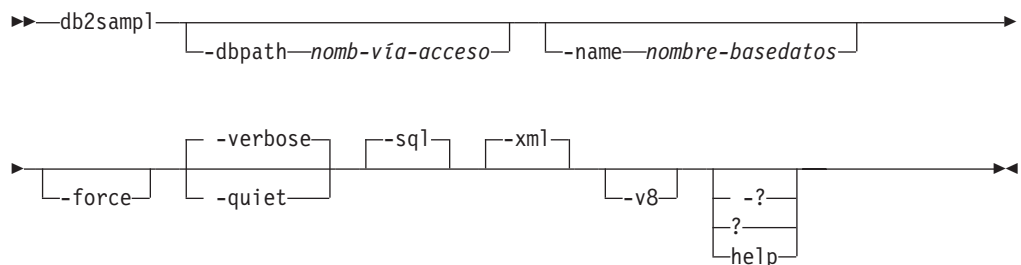 db2sampl
-dbpath nomb-vía-acceso
-name nombre-basedatos
-force
-verbose
-quiet
-sql
-xml
-v8
-?
?
help